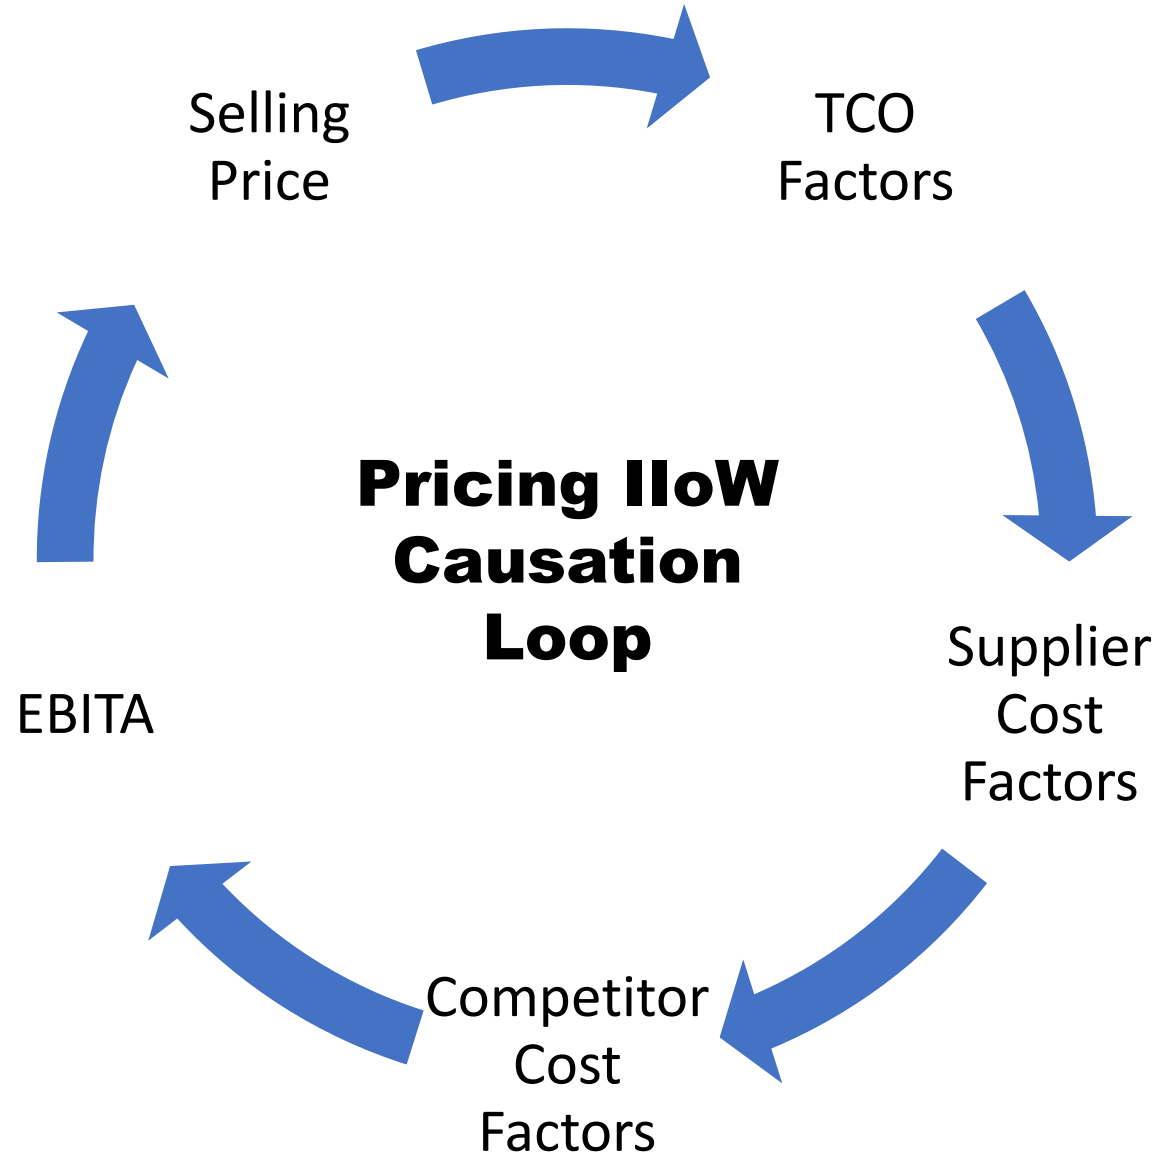 Selling
Price
TCO
Factors
Pricing IIoW
Causation
Loop
Supplier
Cost
Factors
EBITA
Competitor
Cost
Factors